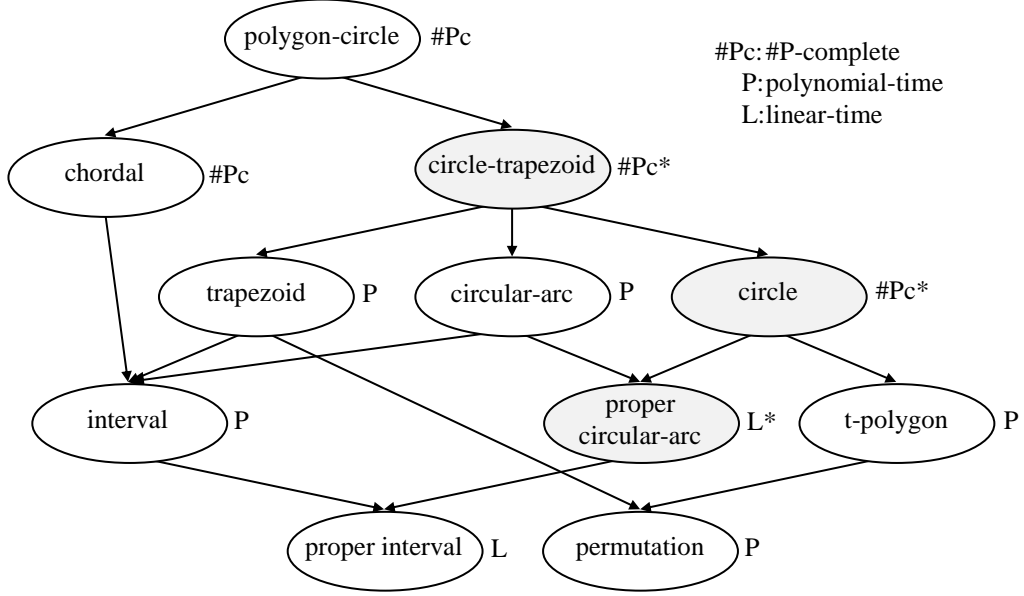 polygon-circle #Pc
#Pc: #P-complete
P: polynomial-time
L: linear-time
chordal #Pc
circle-trapezoid #Pc*
trapezoid P
circular-arc P
circle #Pc*
interval P
proper
circular-arc L*
t-polygon P
proper interval L
permutation P